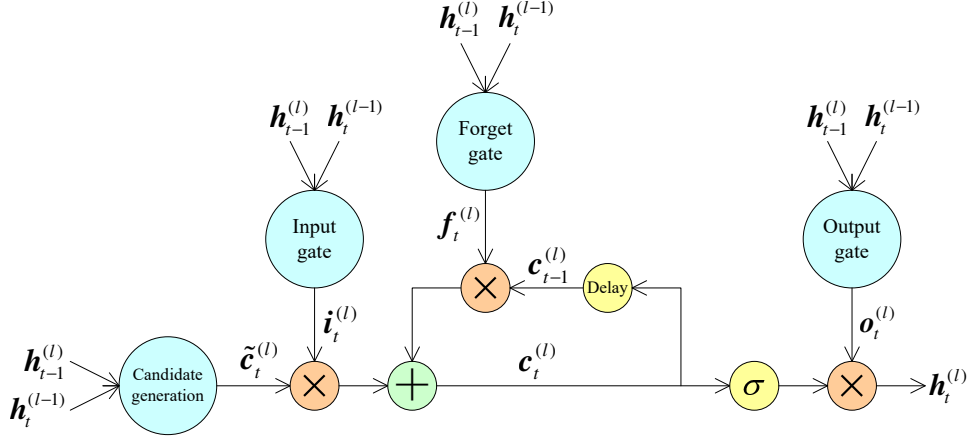 h_{t-1}^{(l)} h_t^{(l-1)}
Forget
gate
h_{t-1}^{(l)} h_t^{(l-1)}
Input
gate
h_{t-1}^{(l)} h_t^{(l-1)}
Output
gate
f_t^{(l)}
×
c_{t-1}^{(l)}
Delay
i_t^{(l)}
o_t^{(l)}
h_{t-1}^{(l)}
h_t^{(l-1)}
Candidate
generation
c̃_t^{(l)}
×
+
c_t^{(l)}
σ
×
h_t^{(l)}